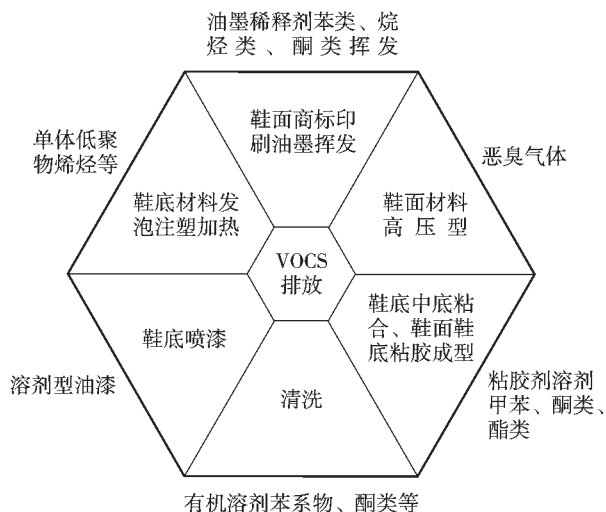 油墨稀释剂苯类、烷
烃类、酮类挥发
单体低聚
物烯烃等
鞋面商标印
刷油墨挥发
恶臭气体
鞋底材料发
泡注塑加热
鞋面材料
高压型
VOCS
排放
鞋底喷漆
鞋底中底粘
合、鞋面鞋
底粘胶成型
溶剂型油漆
清洗
粘胶剂溶剂
甲苯、酮类、
酯类
有机溶剂苯系物、酮类等